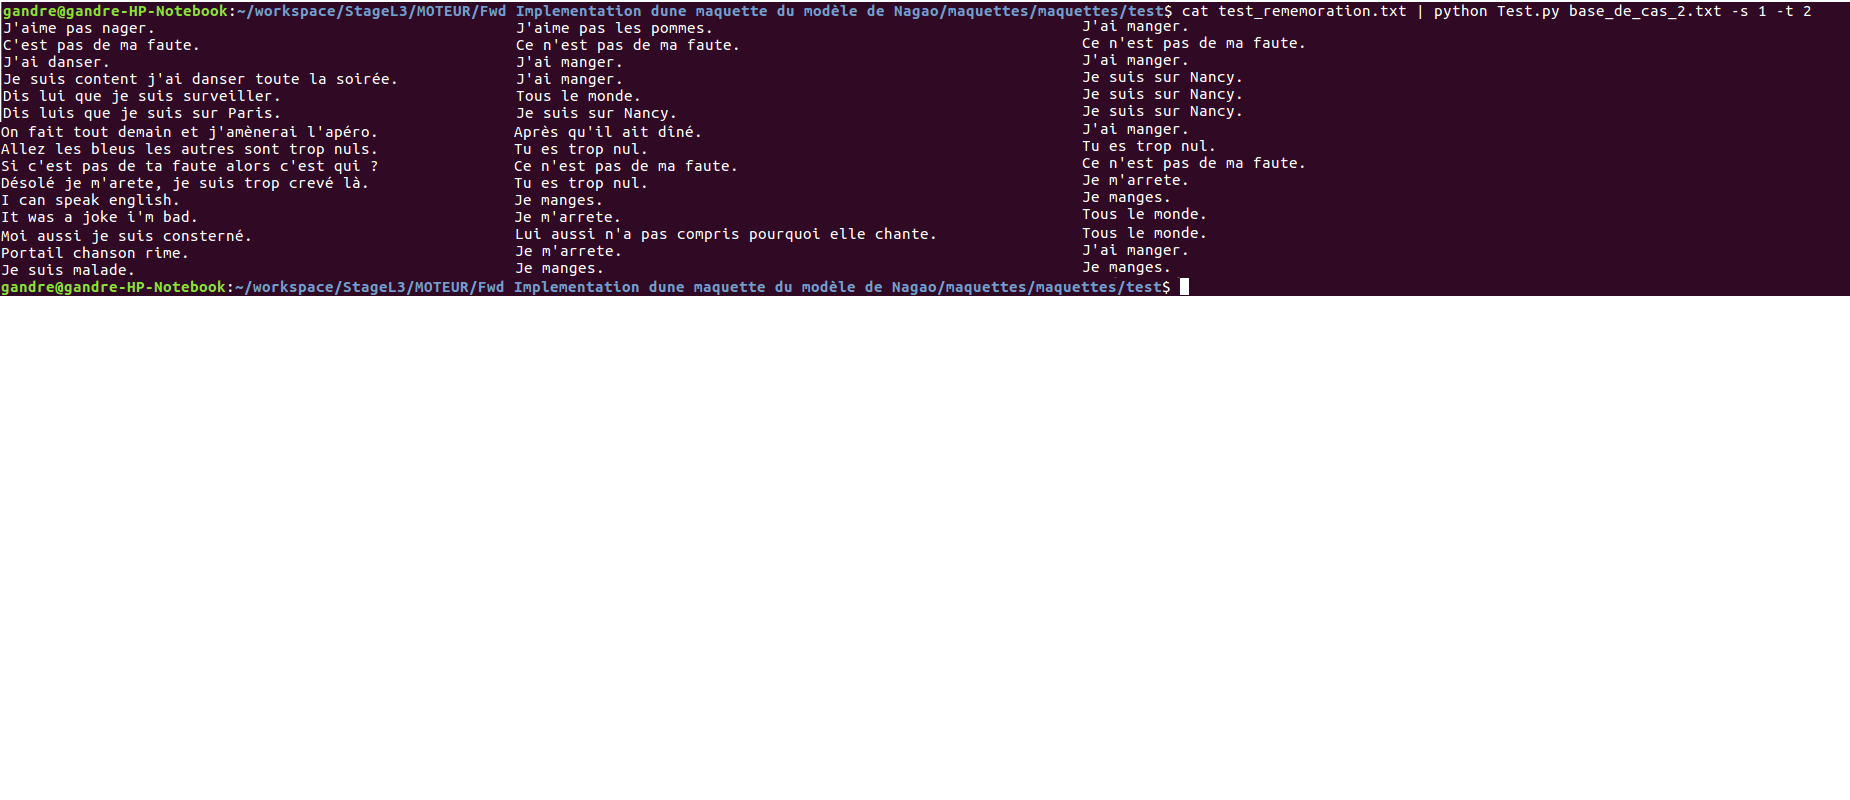 gandre@gandre-HP-Notebook:~/workspace/StageL3/MOTEUR/Fwd Implementation dune maquette du modèle de Nagao/maquettes/maquettes/test$ cat test_rememoration.txt | python Test.py base_de_cas_2.txt -s 1 -t 2
J'aime pas nager. J'aime pas les pommes. J'ai manger.
C'est pas de ma faute. Ce n'est pas de ma faute. Ce n'est pas de ma faute.
J'ai danser. J'ai manger. J'ai manger.
Je suis content j'ai danser toute la soirée. J'ai manger. Je suis sur Nancy.
Dis lui que je suis surveiller. Tous le monde. Je suis sur Nancy.
Dis luis que je suis sur Paris. Je suis sur Nancy. Je suis sur Nancy.
On fait tout demain et j'amènerai l'apéro. Après qu'il ait dîné. J'ai manger.
Allez les bleus les autres sont trop nuls. Tu es trop nul. Tu es trop nul.
Si c'est pas de ta faute alors c'est qui ? Ce n'est pas de ma faute. Ce n'est pas de ma faute.
Désolé je m'arete, je suis trop crevé là. Tu es trop nul. Je m'arrete.
I can speak english. Je manges. Je manges.
It was a joke i'm bad. Je m'arrete. Tous le monde.
Moi aussi je suis consterné. Lui aussi n'a pas compris pourquoi elle chante. Tous le monde.
Portail chanson rime. Je m'arrete. J'ai manger.
Je suis malade. Je manges. Je manges.
gandre@gandre-HP-Notebook:~/workspace/StageL3/MOTEUR/Fwd Implementation dune maquette du modèle de Nagao/maquettes/maquettes/test$